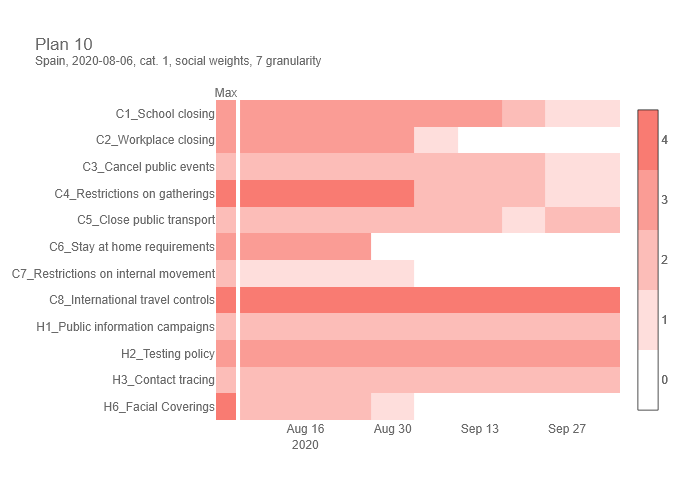 Plan 10
Spain, 2020-08-06, cat. 1, social weights, 7 granularity
Max
C1_School closing
C2_Workplace closing
C3_Cancel public events
C4_Restrictions on gatherings
C5_Close public transport
C6_Stay at home requirements
C7_Restrictions on internal movement
C8_International travel controls
H1_Public information campaigns
H2_Testing policy
H3_Contact tracing
H6_Facial Coverings
Aug 16 Aug 30 Sep 13 Sep 27
2020
4
3
2
1
0